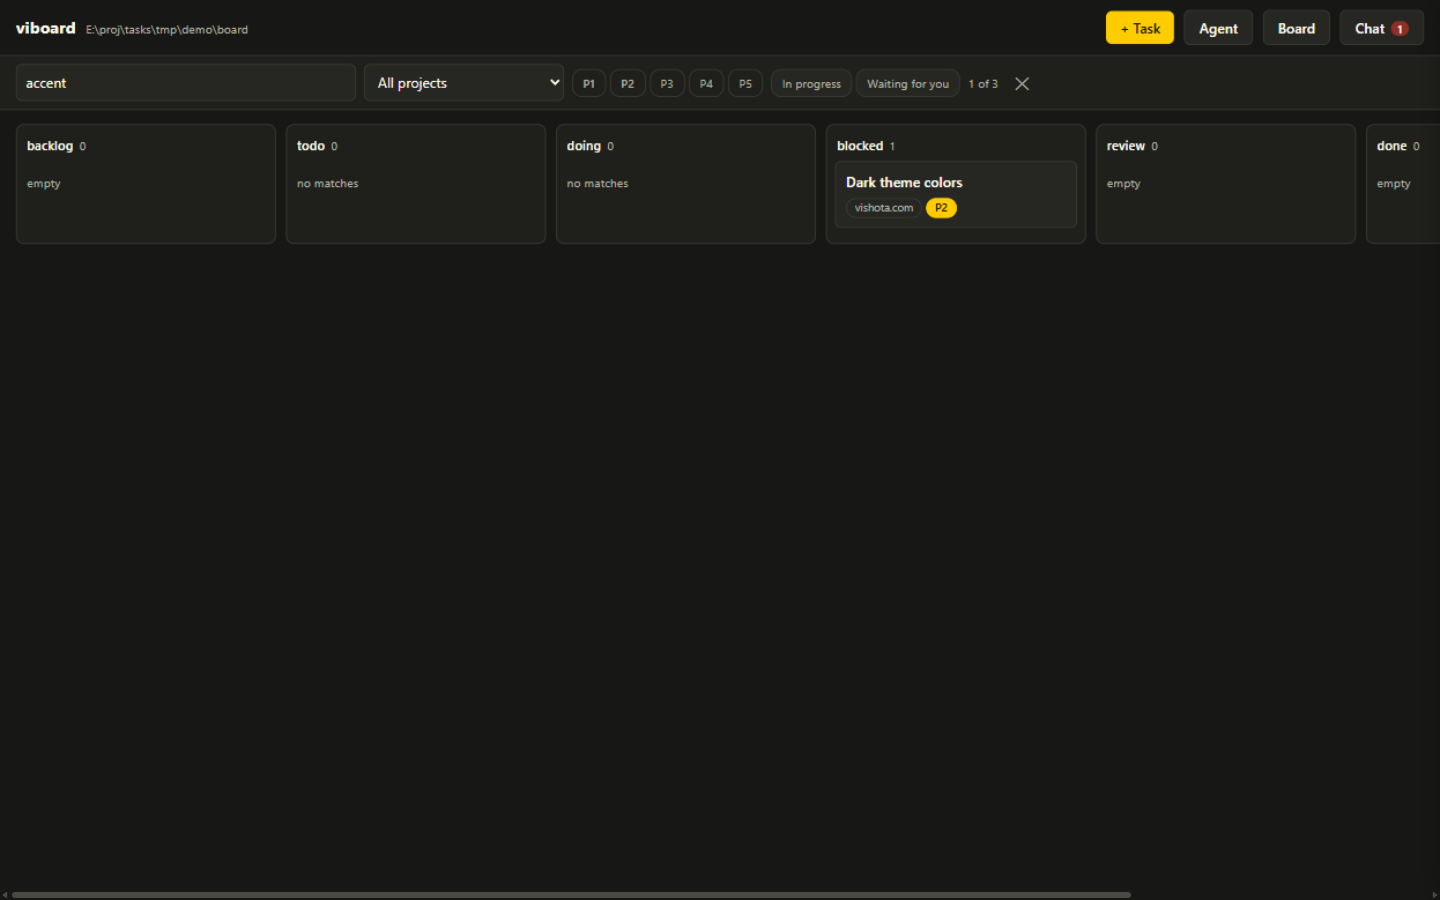 viboard E:\proj\tasks\tmp\demo\board + Task Agent Board Chat 1
accent All projects P1 P2 P3 P4 P5 In progress Waiting for you 1 of 3
backlog 0 todo 0 doing 0 blocked 1 review 0 done 0
empty no matches no matches Dark theme colors empty empty
vishota.com P2